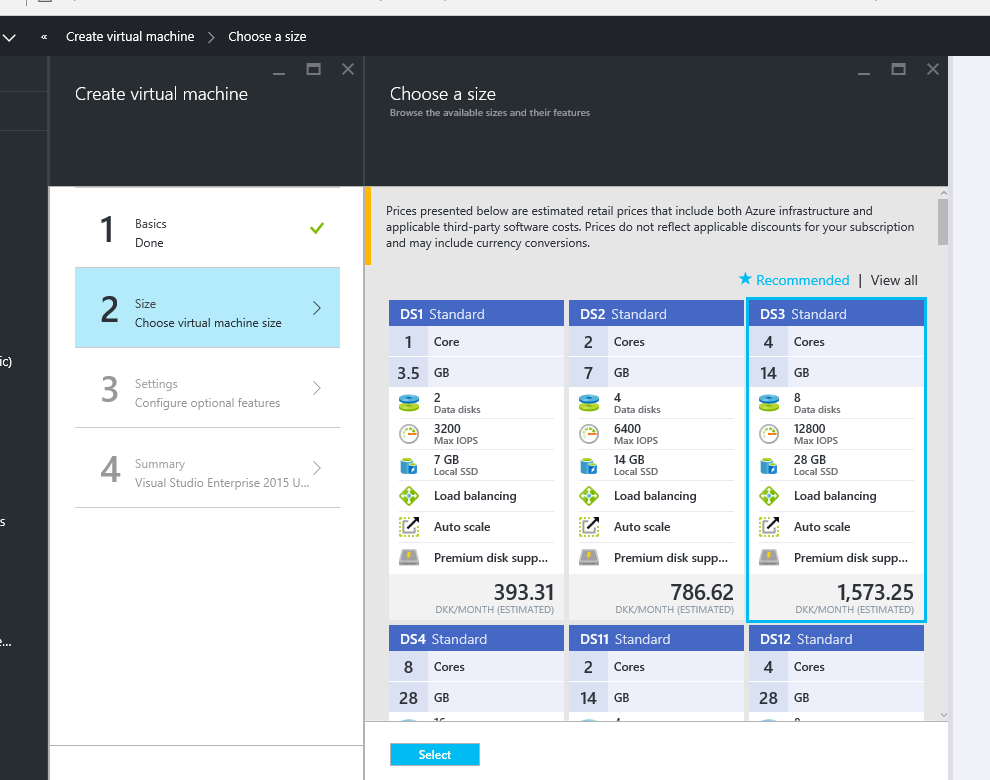 « Create virtual machine > Choose a size
Create virtual machine
1 Basics
Done
2 Size
Choose virtual machine size
3 Settings
Configure optional features
4 Summary
Visual Studio Enterprise 2015 U...
ic)
s
e...
Choose a size
Browse the available sizes and their features
Prices presented below are estimated retail prices that include both Azure infrastructure and
applicable third-party software costs. Prices do not reflect applicable discounts for your subscription
and may include currency conversions.
Recommended | View all
DS1 Standard
1 Core
3.5 GB
2
Data disks
3200
Max IOPS
7 GB
Local SSD
Load balancing
Auto scale
Premium disk supp...
393.31
DKK/MONTH (ESTIMATED)
DS2 Standard
2 Cores
7 GB
4
Data disks
6400
Max IOPS
14 GB
Local SSD
Load balancing
Auto scale
Premium disk supp...
786.62
DKK/MONTH (ESTIMATED)
DS3 Standard
4 Cores
14 GB
8
Data disks
12800
Max IOPS
28 GB
Local SSD
Load balancing
Auto scale
Premium disk supp...
1,573.25
DKK/MONTH (ESTIMATED)
DS4 Standard
8 Cores
28 GB
DS11 Standard
2 Cores
14 GB
DS12 Standard
4 Cores
28 GB
Select